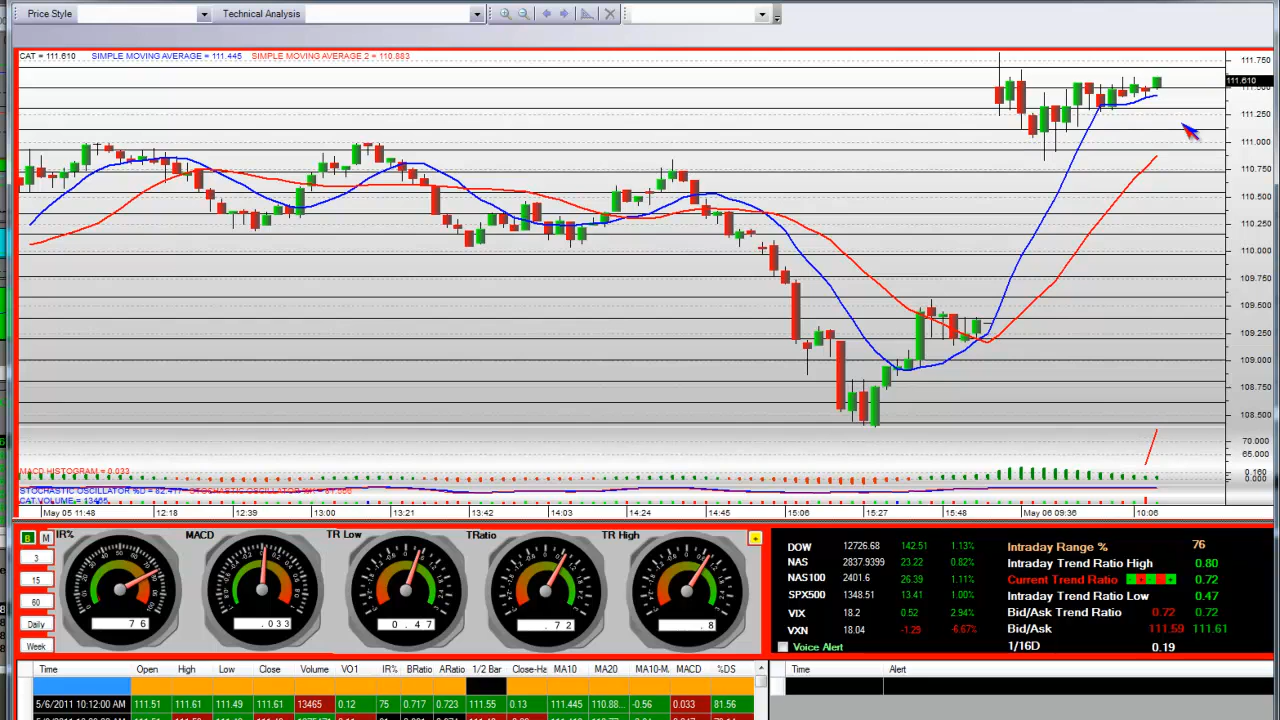 Price Style Technical Analysis
CAT = 111.610 SIMPLE MOVING AVERAGE = 111.445 SIMPLE MOVING AVERAGE 2 = 110.883
111.750
111.610
111.500
111.250
111.000
110.750
110.500
110.250
110.000
109.750
109.500
109.250
109.000
108.750
108.500
70.000
65.000
MACD HISTOGRAM = 0.033
0.160
0.000
STOCHASTIC OSCILLATOR %D = 82.417
CAT.VOLUME = 13465
May 05 11:48 12:18 12:39 13:00 13:21 13:42 14:03 14:24 14:45 15:06 15:27 15:48 May 06 09:36 10:06
B M IR% MACD TR Low TRatio TR High
3
15
60
Daily
Week
76 .033 0.47 .72 .8
DOW 12726.68 142.51 1.13%
NAS 2837.9399 23.22 0.82%
NAS100 2401.6 26.39 1.11%
SPX500 1348.51 13.41 1.00%
VIX 18.2 0.52 2.94%
VXN 18.04 -1.29 -6.67%
Voice Alert
Intraday Range % 76
Intraday Trend Ratio High 0.80
Current Trend Ratio 0.72
Intraday Trend Ratio Low 0.47
Bid/Ask Trend Ratio 0.72 0.72
Bid/Ask 111.59 111.61
1/16D 0.19
Time Open High Low Close Volume VO1 IR% BRatio ARatio 1/2 Bar Close-Ha MA10 MA20 MA10-M. MACD %DS
5/6/2011 10:12:00 AM 111.51 111.61 111.49 111.61 13465 0.12 75 0.717 0.723 111.55 0.13 111.445 110.88... -0.56 0.033 81.56
Time Alert